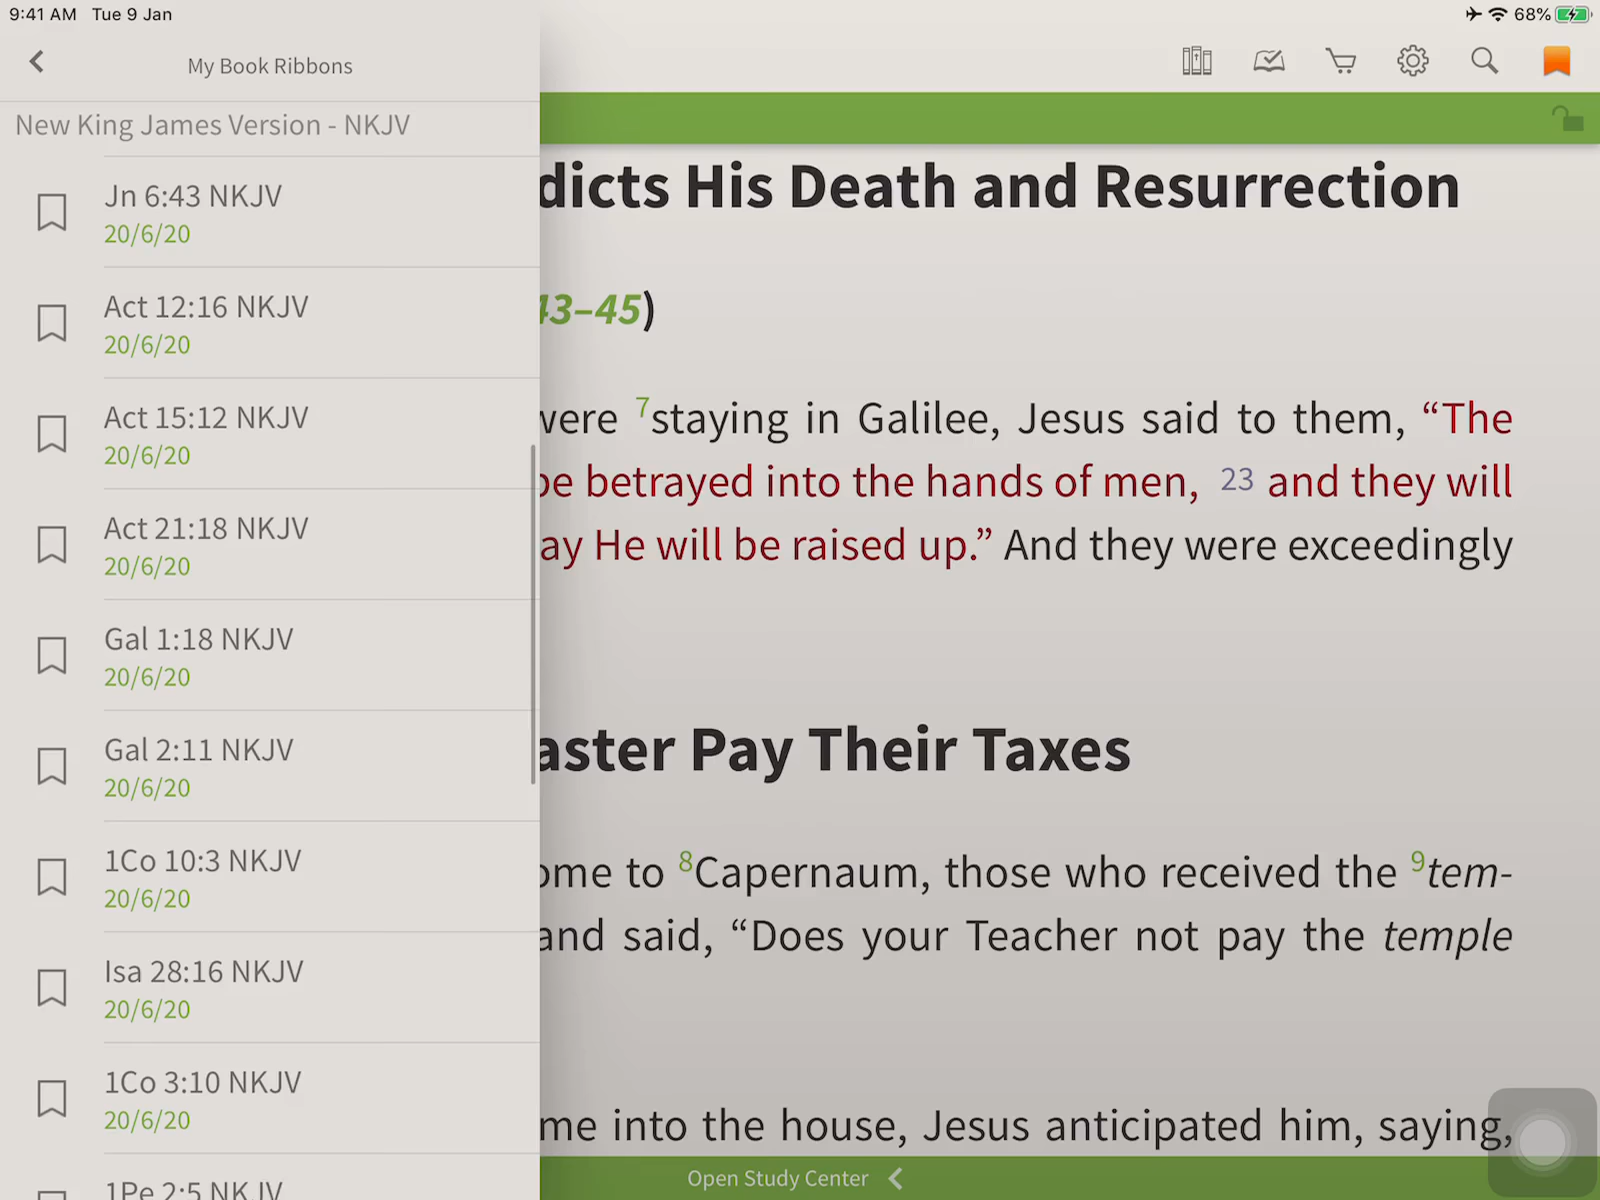 9:41 AM Tue 9 Jan
68%
My Book Ribbons
New King James Version - NKJV
Jn 6:43 NKJV
20/6/20
Act 12:16 NKJV
20/6/20
Act 15:12 NKJV
20/6/20
Act 21:18 NKJV
20/6/20
Gal 1:18 NKJV
20/6/20
Gal 2:11 NKJV
20/6/20
1Co 10:3 NKJV
20/6/20
Isa 28:16 NKJV
20/6/20
1Co 3:10 NKJV
20/6/20
1Pe 2:5 NKJV
dicts His Death and Resurrection
43–45)
were 7staying in Galilee, Jesus said to them, “The
be betrayed into the hands of men, 23 and they will
ay He will be raised up.” And they were exceedingly
aster Pay Their Taxes
ome to 8Capernaum, those who received the 9tem-
and said, “Does your Teacher not pay the temple
me into the house, Jesus anticipated him, saying,
Open Study Center